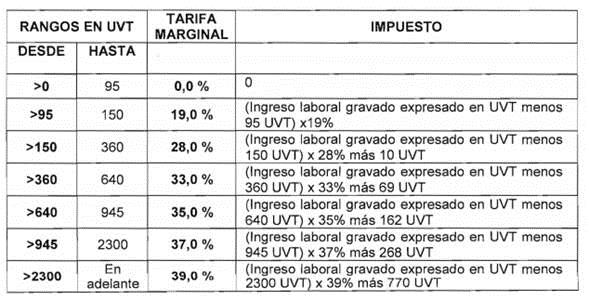 RANGOS EN UVT TARIFA MARGINAL IMPUESTO
DESDE HASTA
>0 95 0,0 % 0
>95 150 19,0 % (Ingreso laboral gravado expresado en UVT menos
95 UVT) x19%
>150 360 28,0 % (Ingreso laboral gravado expresado en UVT menos
150 UVT) x 28% más 10 UVT
>360 640 33,0 % (Ingreso laboral gravado expresado en UVT menos
360 UVT) x 33% más 69 UVT
>640 945 35,0 % (Ingreso laboral gravado expresado en UVT menos
640 UVT) x 35% más 162 UVT
>945 2300 37,0 % (Ingreso laboral gravado expresado en UVT menos
945 UVT) x 37% más 268 UVT
>2300 En adelante 39,0 % (Ingreso laboral gravado expresado en UVT menos
2300 UVT) x 39% más 770 UVT